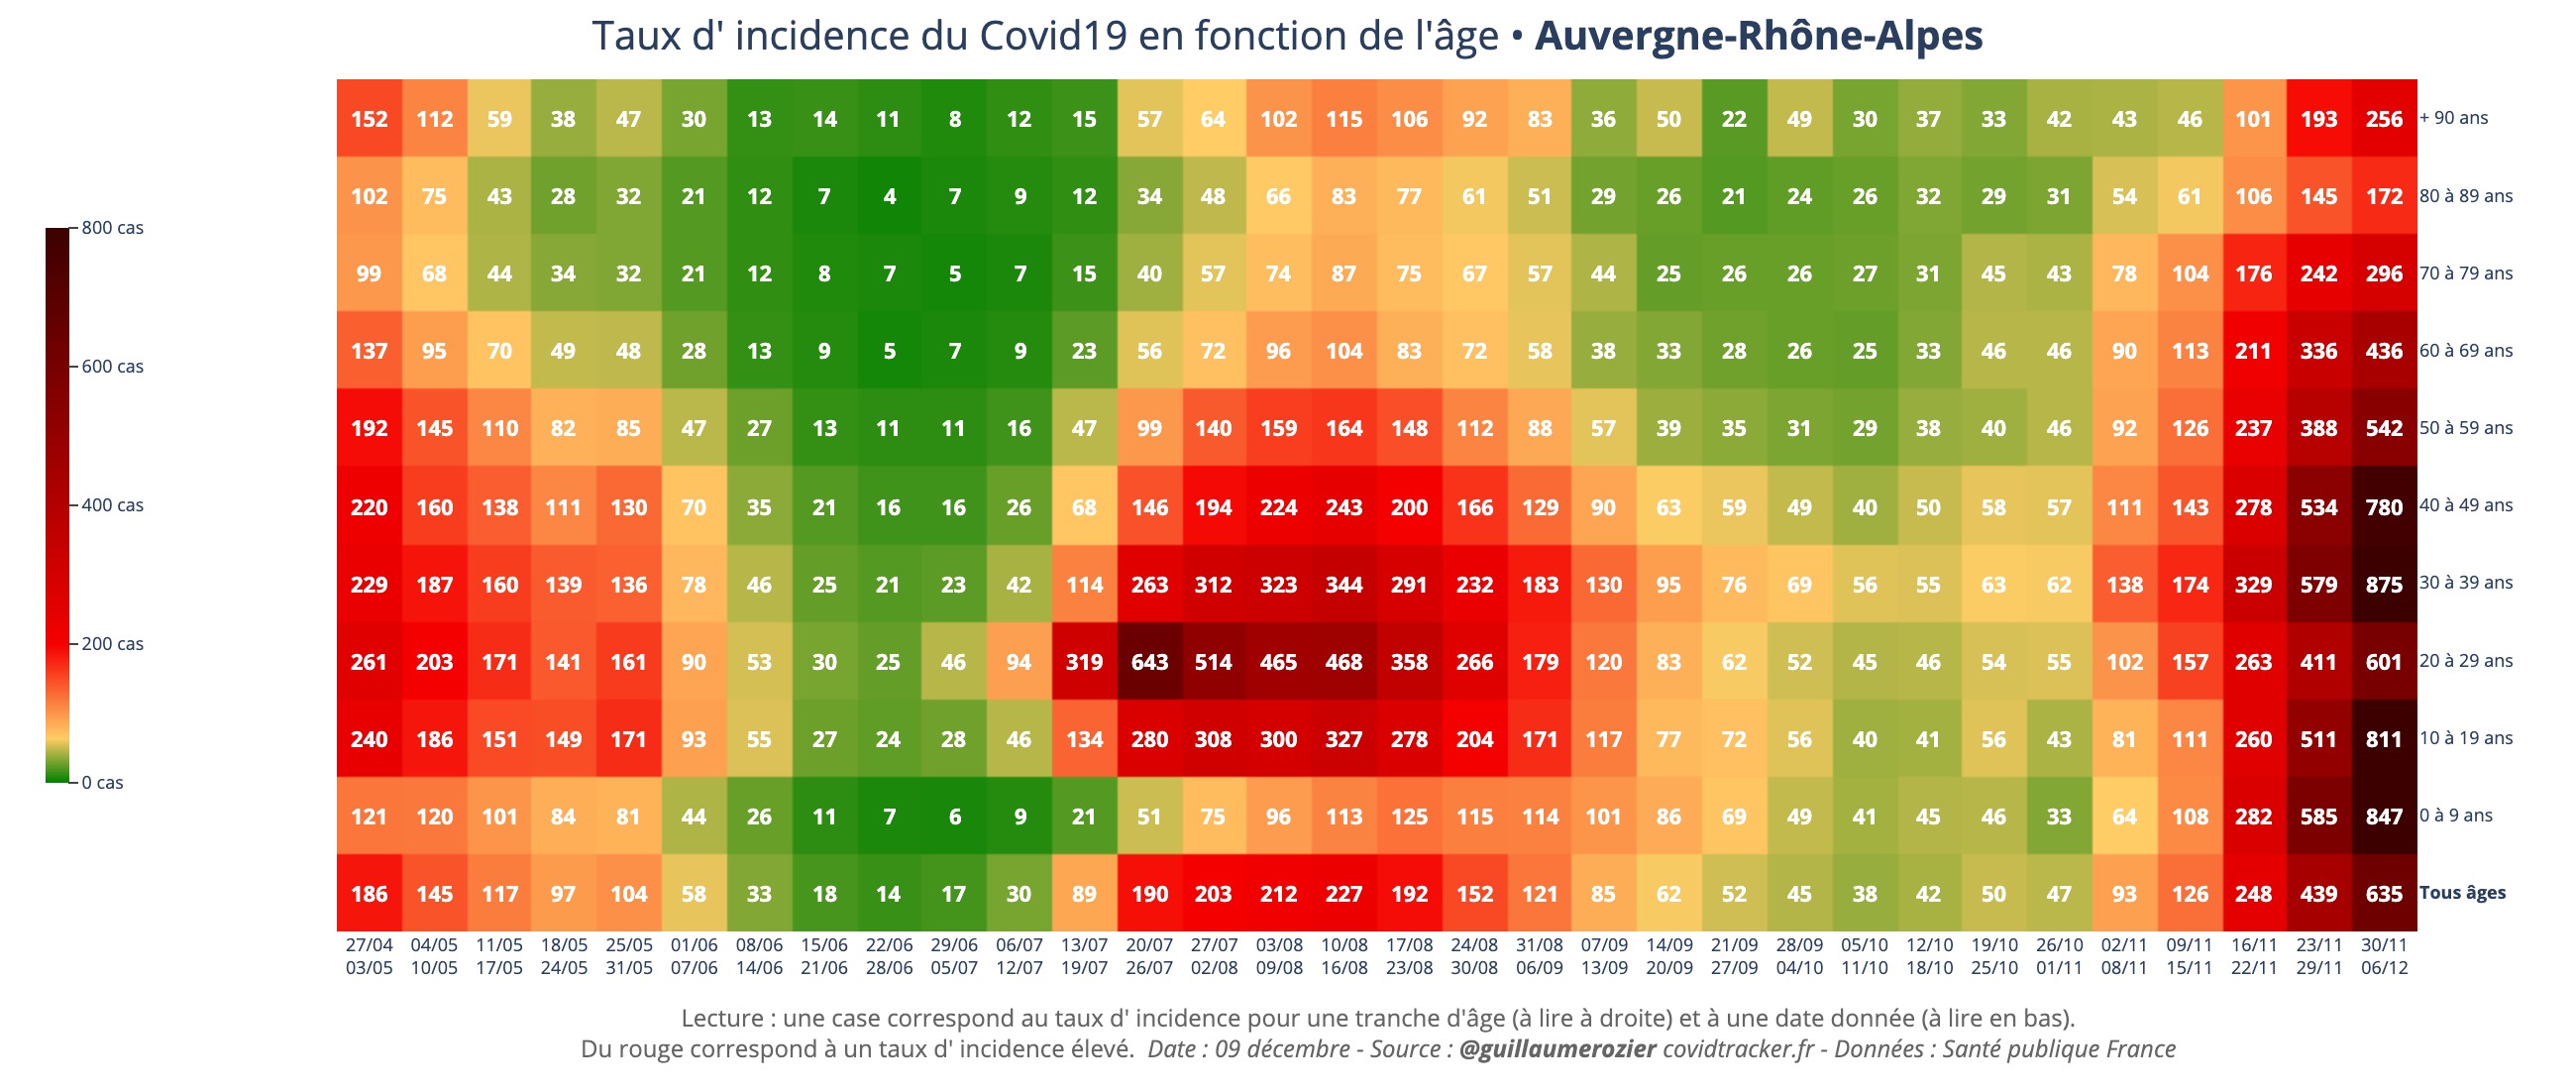 Taux d' incidence du Covid19 en fonction de l'âge • Auvergne-Rhône-Alpes
800 cas
600 cas
400 cas
200 cas
0 cas
152 112 59 38 47 30 13 14 11 8 12 15 57 64 102 115 106 92 83 36 50 22 49 30 37 33 42 43 46 101 193 256 + 90 ans
102 75 43 28 32 21 12 7 4 7 9 12 34 48 66 83 77 61 51 29 26 21 24 26 32 29 31 54 61 106 145 172 80 à 89 ans
99 68 44 34 32 21 12 8 7 5 7 15 40 57 74 87 75 67 57 44 25 26 26 27 31 45 43 78 104 176 242 296 70 à 79 ans
137 95 70 49 48 28 13 9 5 7 9 23 56 72 96 104 83 72 58 38 33 28 26 25 33 46 46 90 113 211 336 436 60 à 69 ans
192 145 110 82 85 47 27 13 11 11 16 47 99 140 159 164 148 112 88 57 39 35 31 29 38 40 46 92 126 237 388 542 50 à 59 ans
220 160 138 111 130 70 35 21 16 16 26 68 146 194 224 243 200 166 129 90 63 59 49 40 50 58 57 111 143 278 534 780 40 à 49 ans
229 187 160 139 136 78 46 25 21 23 42 114 263 312 323 344 291 232 183 130 95 76 69 56 55 63 62 138 174 329 579 875 30 à 39 ans
261 203 171 141 161 90 53 30 25 46 94 319 643 514 465 468 358 266 179 120 83 62 52 45 46 54 55 102 157 263 411 601 20 à 29 ans
240 186 151 149 171 93 55 27 24 28 46 134 280 308 300 327 278 204 171 117 77 72 56 40 41 56 43 81 111 260 511 811 10 à 19 ans
121 120 101 84 81 44 26 11 7 6 9 21 51 75 96 113 125 115 114 101 86 69 49 41 45 46 33 64 108 282 585 847 0 à 9 ans
186 145 117 97 104 58 33 18 14 17 30 89 190 203 212 227 192 152 121 85 62 52 45 38 42 50 47 93 126 248 439 635 Tous âges
27/04 04/05 11/05 18/05 25/05 01/06 08/06 15/06 22/06 29/06 06/07 13/07 20/07 27/07 03/08 10/08 17/08 24/08 31/08 07/09 14/09 21/09 28/09 05/10 12/10 19/10 26/10 02/11 09/11 16/11 23/11 30/11
03/05 10/05 17/05 24/05 31/05 07/06 14/06 21/06 28/06 05/07 12/07 19/07 26/07 02/08 09/08 16/08 23/08 30/08 06/09 13/09 20/09 27/09 04/10 11/10 18/10 25/10 01/11 08/11 15/11 22/11 29/11 06/12
Lecture : une case correspond au taux d' incidence pour une tranche d'âge (à lire à droite) et à une date donnée (à lire en bas).
Du rouge correspond à un taux d' incidence élevé. Date : 09 décembre - Source : @guillaumerozier covidtracker.fr - Données : Santé publique France